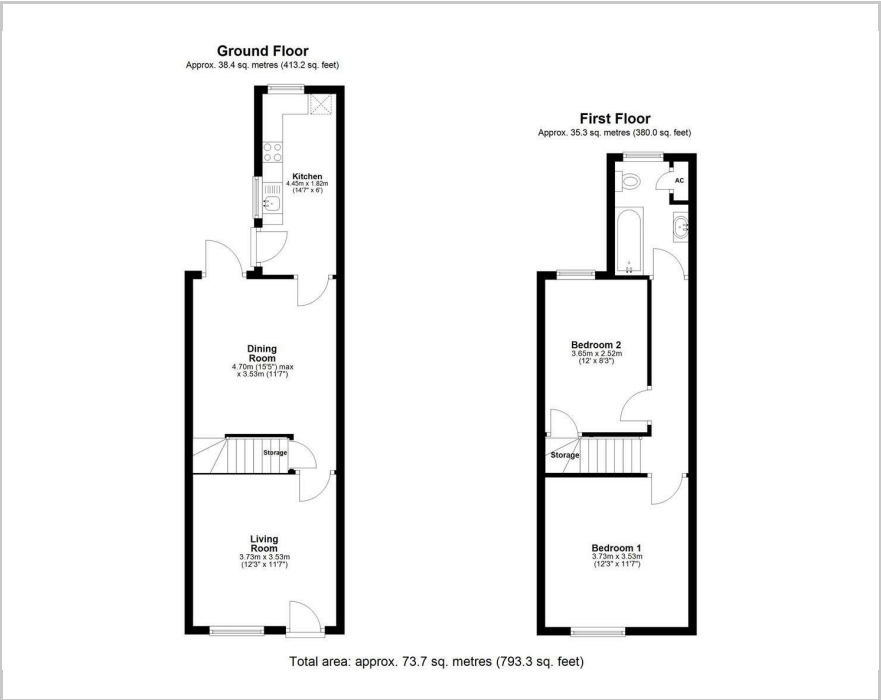 Ground Floor
Approx. 38.4 sq. metres (413.2 sq. feet)
Kitchen
4.45m x 1.82m
(14'7" x 6')
Dining
Room
4.70m (15'5") max
x 3.53m (11'7")
Storage
Living
Room
3.73m x 3.53m
(12'3" x 11'7")
First Floor
Approx. 35.3 sq. metres (380.0 sq. feet)
AC
Bedroom 2
3.65m x 2.52m
(12' x 8'3")
Storage
Bedroom 1
3.73m x 3.53m
(12'3" x 11'7")
Total area: approx. 73.7 sq. metres (793.3 sq. feet)